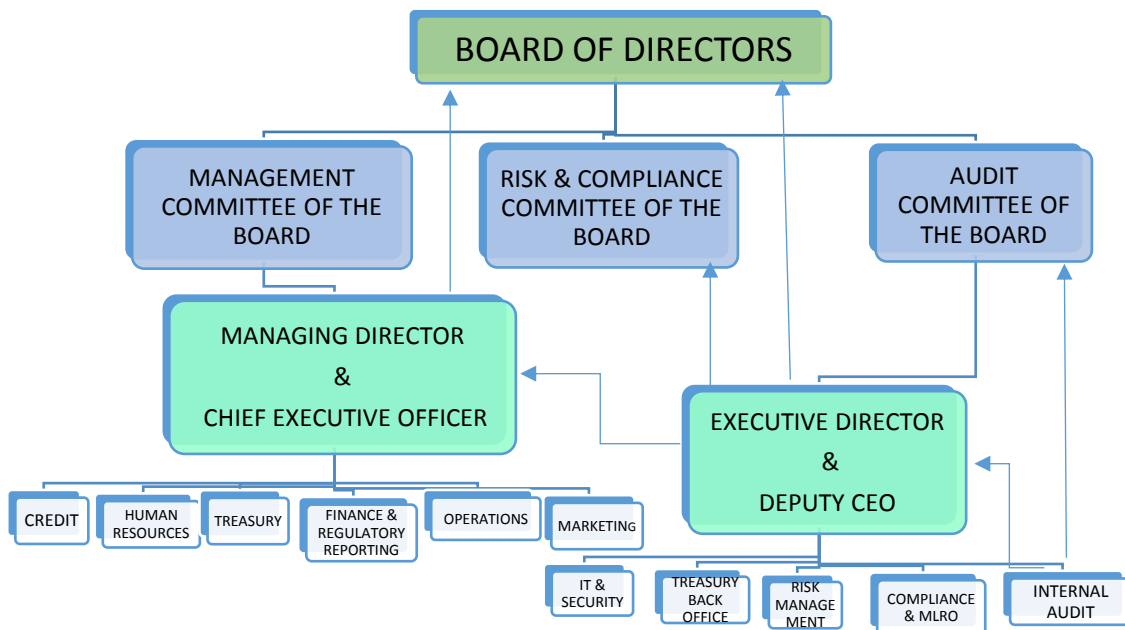 BOARD OF DIRECTORS
MANAGEMENT
COMMITTEE OF THE
BOARD
RISK & COMPLIANCE
COMMITTEE OF THE
BOARD
AUDIT
COMMITTEE OF
THE BOARD
MANAGING DIRECTOR
&
CHIEF EXECUTIVE OFFICER
EXECUTIVE DIRECTOR
&
DEPUTY CEO
CREDIT
HUMAN
RESOURCES
TREASURY
FINANCE &
REGULATORY
REPORTING
OPERATIONS
MARKETING
IT &
SECURITY
TREASURY
BACK
OFFICE
RISK
MANAGE
MENT
COMPLIANCE
& MLRO
INTERNAL
AUDIT